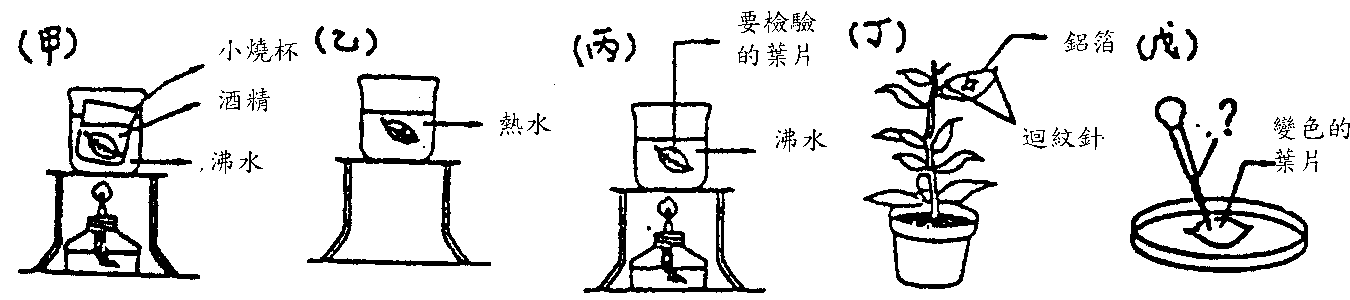 (甲)
小燒杯
酒精
沸水
(乙)
熱水
(丙)
要檢驗
的葉片
沸水
(丁)
鋁箔
迴紋針
(戊)
?
變色的
葉片